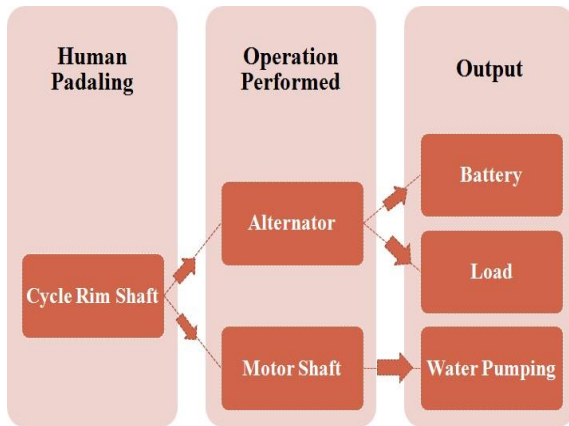 Human
Padaling
Operation
Performed
Output
Cycle Rim Shaft
Alternator
Motor Shaft
Battery
Load
Water Pumping